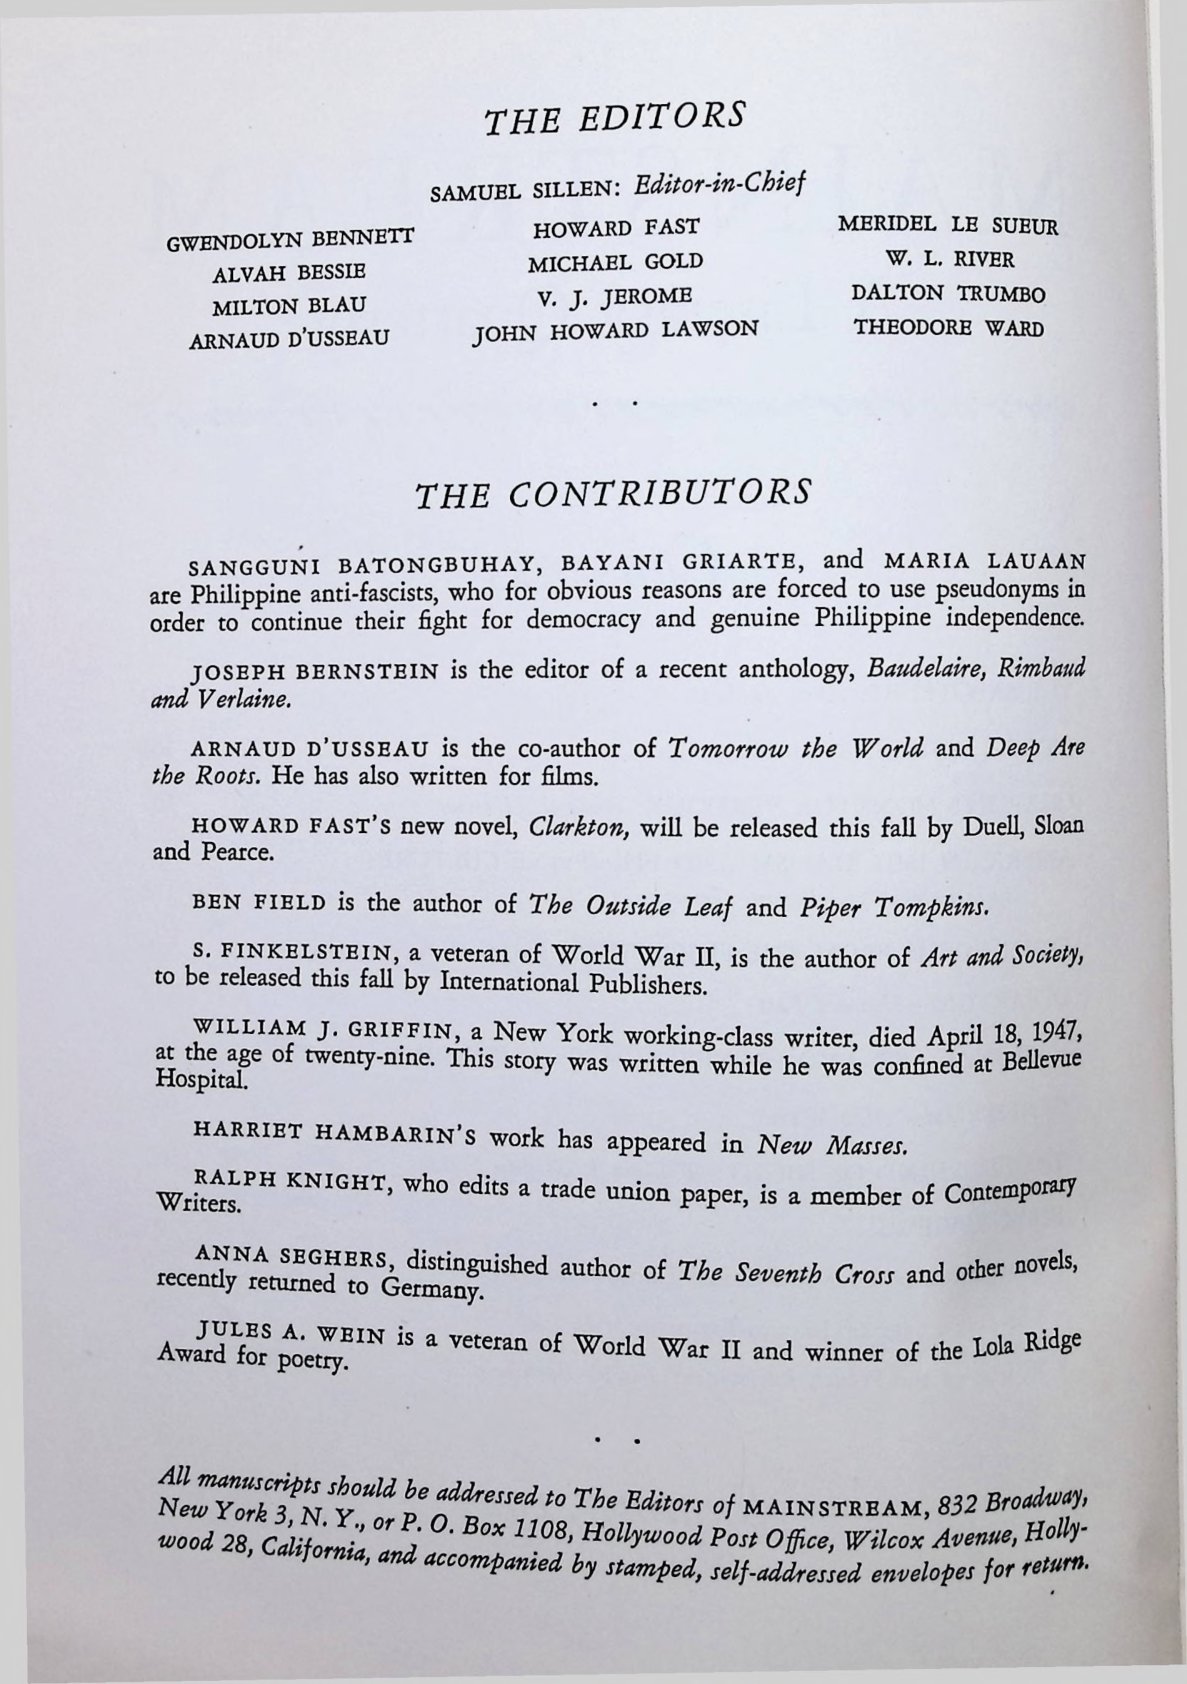 THE EDITORS
SAMUEL SILLEN: Editor-in-Chief
GWENDOLYN BENNETT
ALVAH BESSIE
MILTON BLAU
ARNAUD D'USSEAU
HOWARD FAST
MICHAEL GOLD
V. J. JEROME
JOHN HOWARD LAWSON
MERIDEL LE SUEUR
W. L. RIVER
DALTON TRUMBO
THEODORE WARD
. .
THE CONTRIBUTORS
SANGGUNI BATONGBUHAY, BAYANI GRIARTE, and MARIA LAUAAN
are Philippine anti-fascists, who for obvious reasons are forced to use pseudonyms in
order to continue their fight for democracy and genuine Philippine independence.
JOSEPH BERNSTEIN is the editor of a recent anthology, Baudelaire, Rimbaud
and Verlaine.
ARNAUD D'USSEAU is the co-author of Tomorrow the World and Deep Are
the Roots. He has also written for films.
HOWARD FAST'S new novel, Clarkton, will be released this fall by Duell, Sloan
and Pearce.
BEN FIELD is the author of The Outside Leaf and Piper Tompkins.
S. FINKELSTEIN, a veteran of World War II, is the author of Art and Society,
to be released this fall by International Publishers.
WILLIAM J. GRIFFIN, a New York working-class writer, died April 18, 1947,
at the age of twenty-nine. This story was written while he was confined at Bellevue
Hospital.
HARRIET HAMBARIN'S work has appeared in New Masses.
RALPH KNIGHT, who edits a trade union paper, is a member of Contemporary
Writers.
ANNA SEGHERS, distinguished author of The Seventh Cross and other novels,
recently returned to Germany.
JULES A. WEIN is a veteran of World War II and winner of the Lola Ridge
Award for poetry.
. .
All manuscripts should be addressed to The Editors of MAINSTREAM, 832 Broadway,
New York 3, N. Y., or P. O. Box 1108, Hollywood Post Office, Wilcox Avenue, Holly-
wood 28, California, and accompanied by stamped, self-addressed envelopes for return.